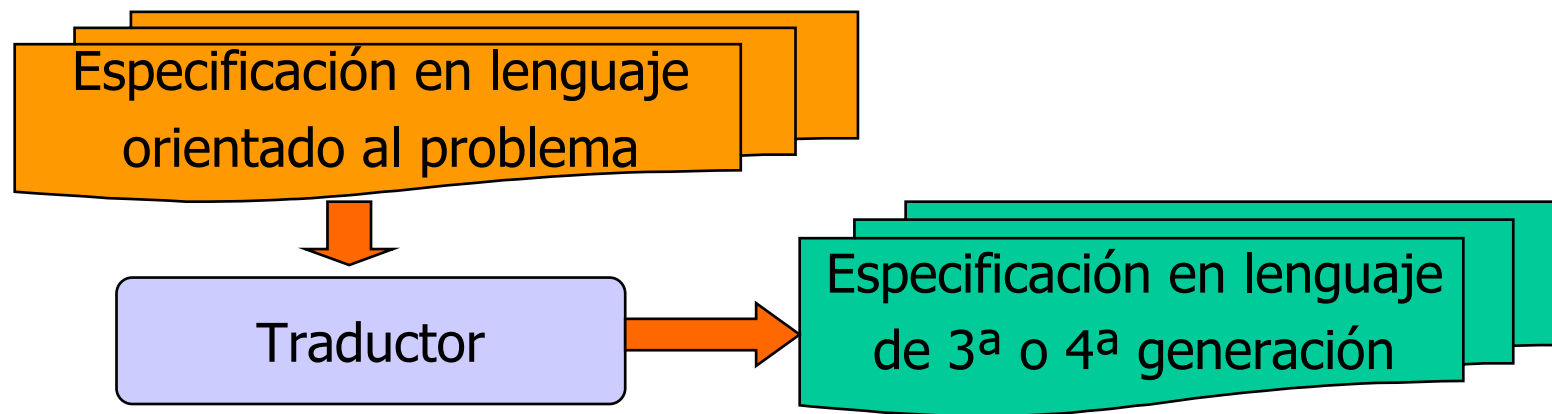 Especificación en lenguaje
orientado al problema
Traductor
Especificación en lenguaje
de 3ª o 4ª generación